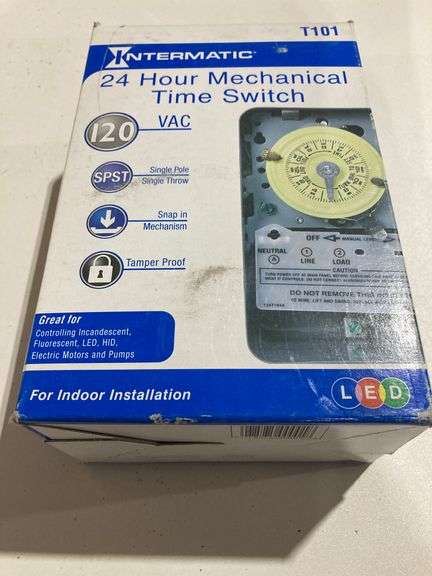 T101
INTERMATIC
24 Hour Mechanical
Time Switch
120 VAC
SPST Single Pole
Single Throw
Snap in
Mechanism
Tamper Proof
OFF MANUAL LEVER
NEUTRAL
A 1 2
LINE LOAD
CAUTION
DO NOT REMOVE THIS
Great for
Controlling Incandescent,
Fluorescent, LED, HID,
Electric Motors and Pumps
For Indoor Installation
LED